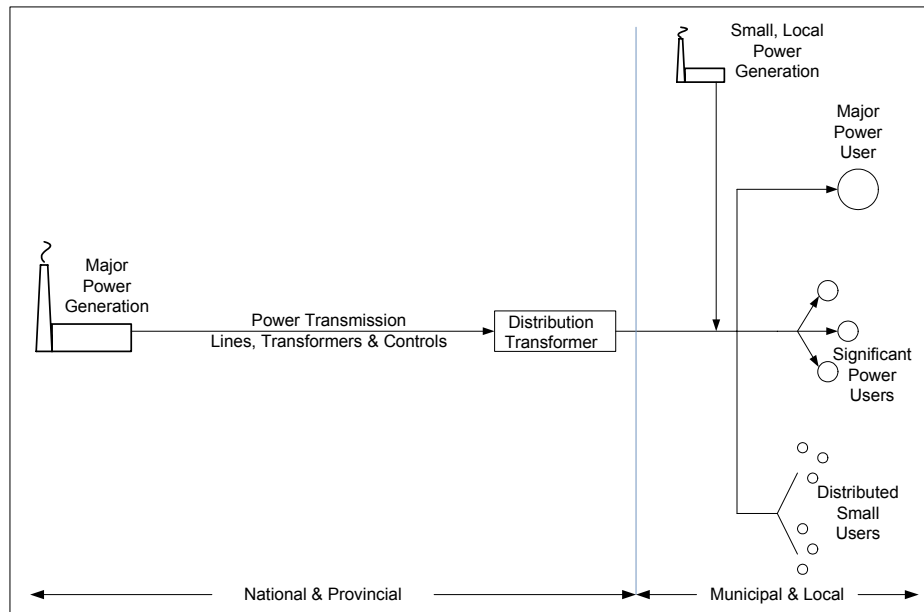 Small, Local
Power
Generation
Major
Power
User
Major
Power
Generation
Power Transmission
Lines, Transformers & Controls
Distribution
Transformer
Significant
Power
Users
Distributed
Small
Users
National & Provincial
Municipal & Local